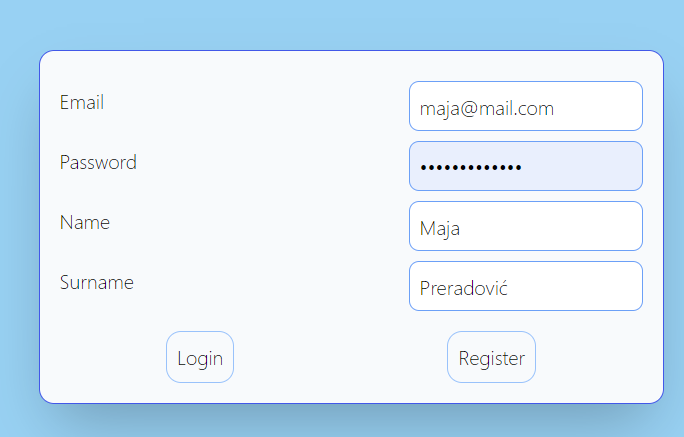 Email maja@mail.com
Password •••••••••••••
Name Maja
Surname Preradović
Login Register